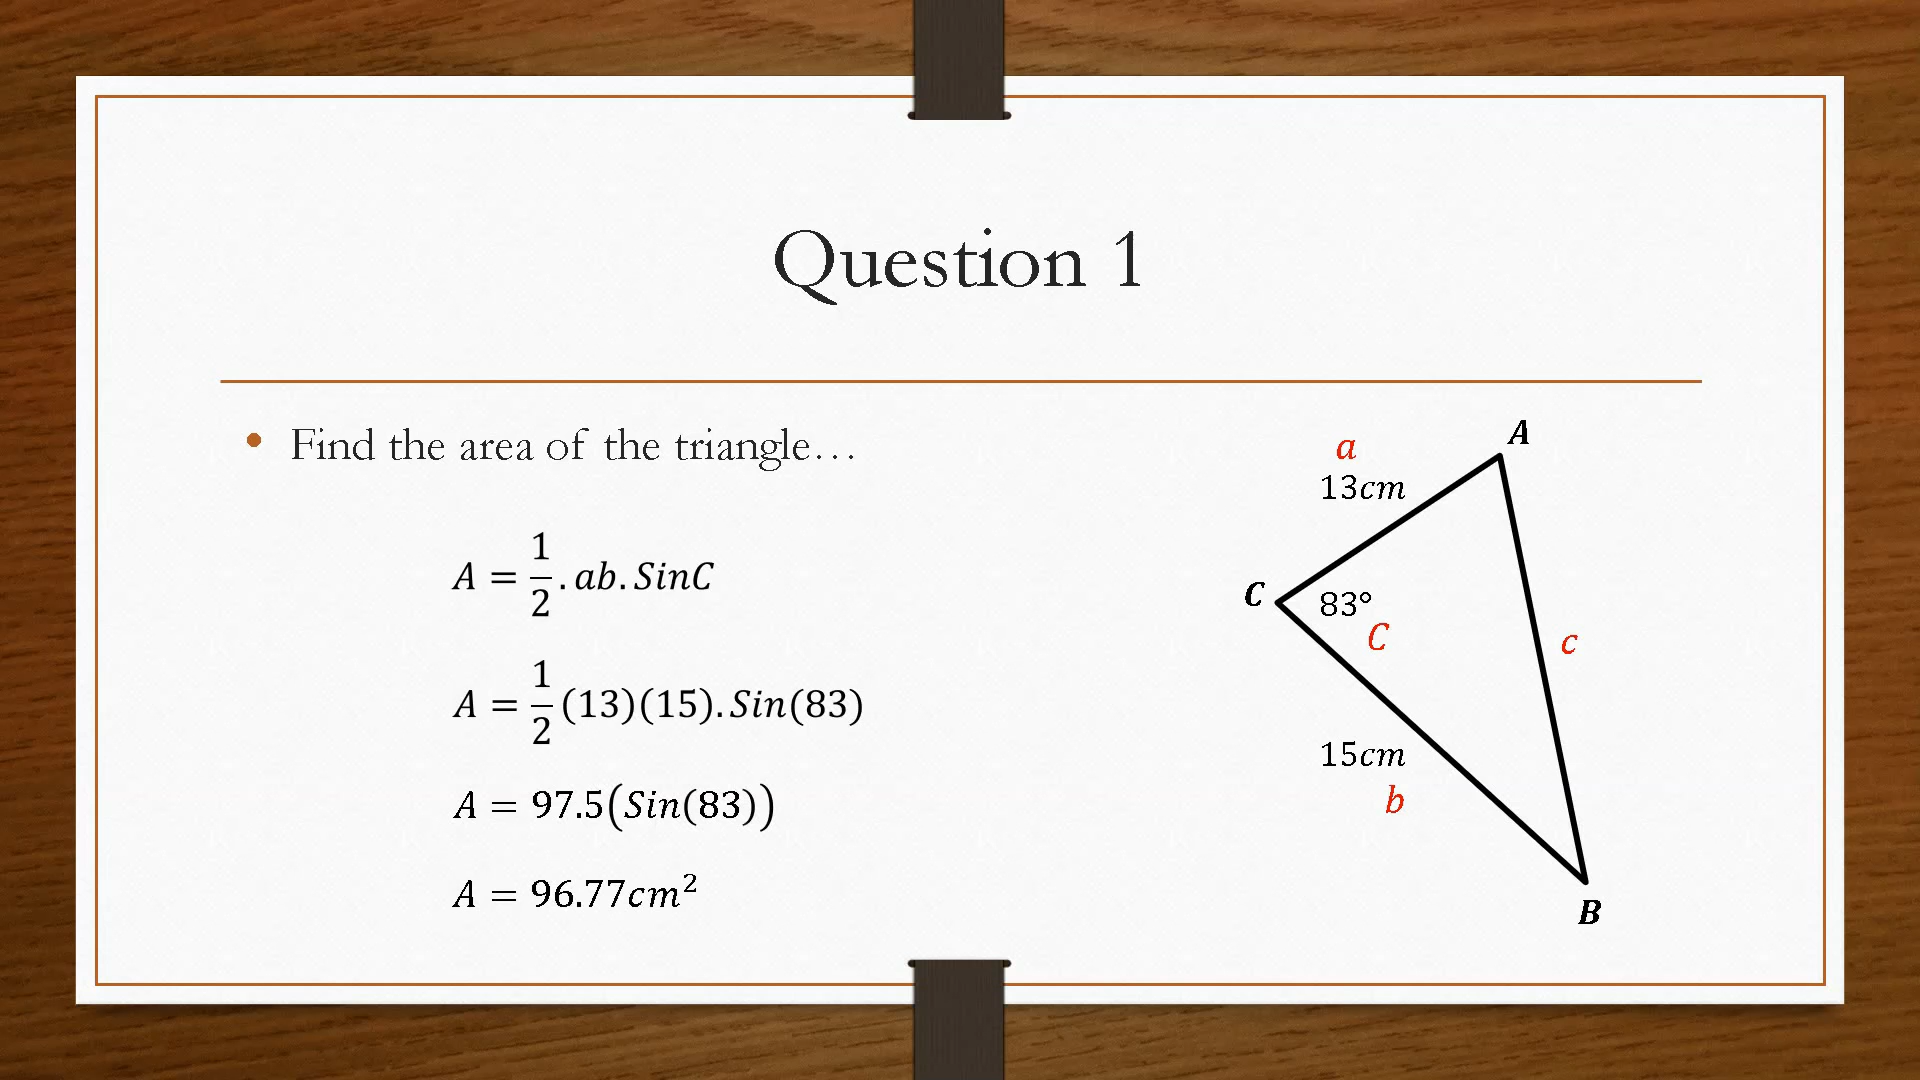 Question 1
• Find the area of the triangle…
A = 1/2 . ab. SinC
A = 1/2 (13)(15). Sin(83)
A = 97.5(Sin(83))
A = 96.77cm²
A
a
13cm
C
83°
C
c
15cm
b
B